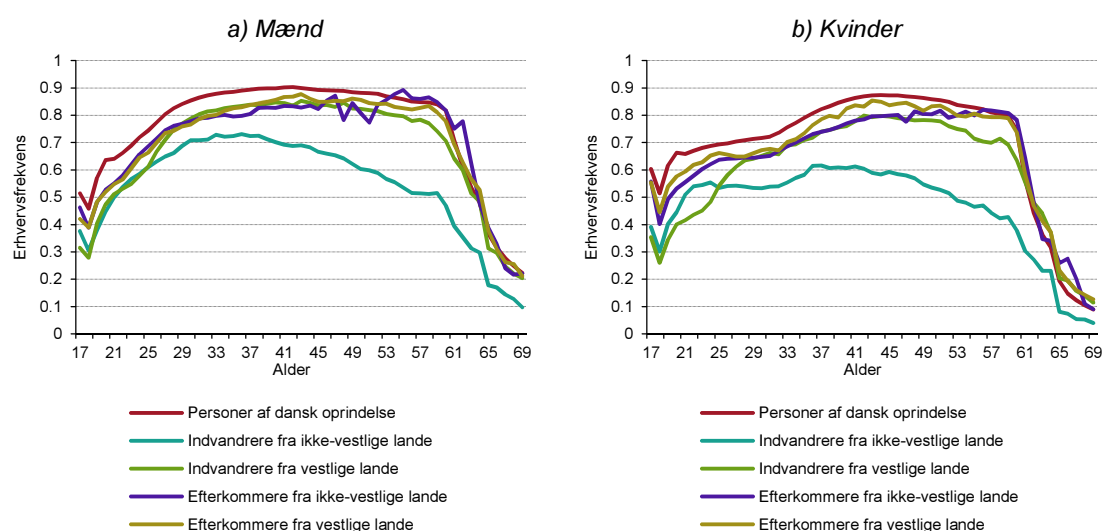 a) Mænd
1
0.9
0.8
0.7
0.6
0.5
0.4
0.3
0.2
0.1
0
Erhvervsfrekvens
17 21 25 29 33 37 41 45 49 53 57 61 65 69
Alder
Personer af dansk oprindelse
Indvandrere fra ikke-vestlige lande
Indvandrere fra vestlige lande
Efterkommere fra ikke-vestlige lande
Efterkommere fra vestlige lande
b) Kvinder
1
0.9
0.8
0.7
0.6
0.5
0.4
0.3
0.2
0.1
0
Erhvervsfrekvens
17 21 25 29 33 37 41 45 49 53 57 61 65 69
Alder
Personer af dansk oprindelse
Indvandrere fra ikke-vestlige lande
Indvandrere fra vestlige lande
Efterkommere fra ikke-vestlige lande
Efterkommere fra vestlige lande